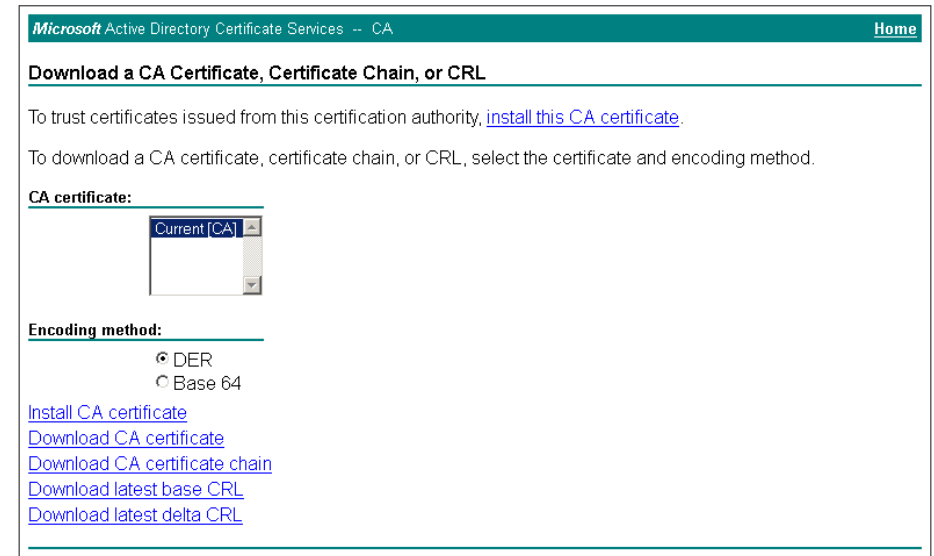 Microsoft Active Directory Certificate Services -- CA Home
Download a CA Certificate, Certificate Chain, or CRL
To trust certificates issued from this certification authority, install this CA certificate.
To download a CA certificate, certificate chain, or CRL, select the certificate and encoding method.
CA certificate:
Current [CA]
Encoding method:
DER
Base 64
Install CA certificate
Download CA certificate
Download CA certificate chain
Download latest base CRL
Download latest delta CRL